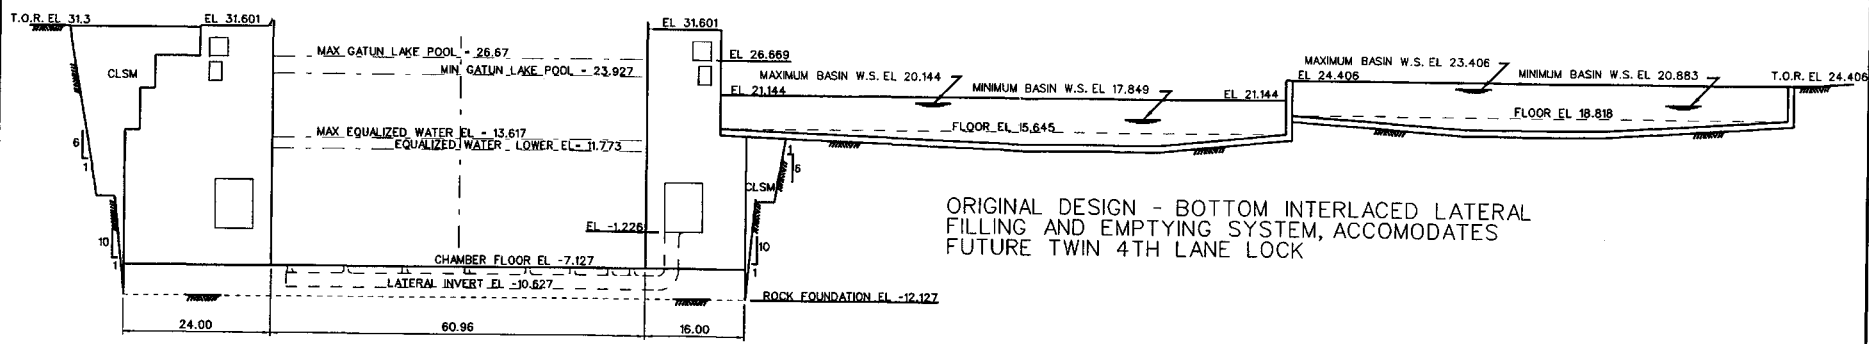 T.O.R. EL 31.3
EL 31.601
EL 31.601
MAX GATUN LAKE POOL - 26.67
MIN GATUN LAKE POOL - 23.927
EL 26.669
MAXIMUM BASIN W.S. EL 20.144
MINIMUM BASIN W.S. EL 17.849
MAXIMUM BASIN W.S. EL 23.406
MINIMUM BASIN W.S. EL 20.883
EL 24.406
T.O.R. EL 24.406
CLSM
EL 21.144
EL 21.144
FLOOR EL 15.645
FLOOR EL 18.818
MAX EQUALIZED WATER EL - 13.617
EQUALIZED WATER LOWER EL - 11.773
6
1
1
6
CLSM
EL -1.226
10
1
10
1
CHAMBER FLOOR EL -7.127
LATERAL INVERT EL -10.627
ROCK FOUNDATION EL -12.127
24.00
60.96
16.00
ORIGINAL DESIGN - BOTTOM INTERLACED LATERAL
FILLING AND EMPTYING SYSTEM, ACCOMODATES
FUTURE TWIN 4TH LANE LOCK